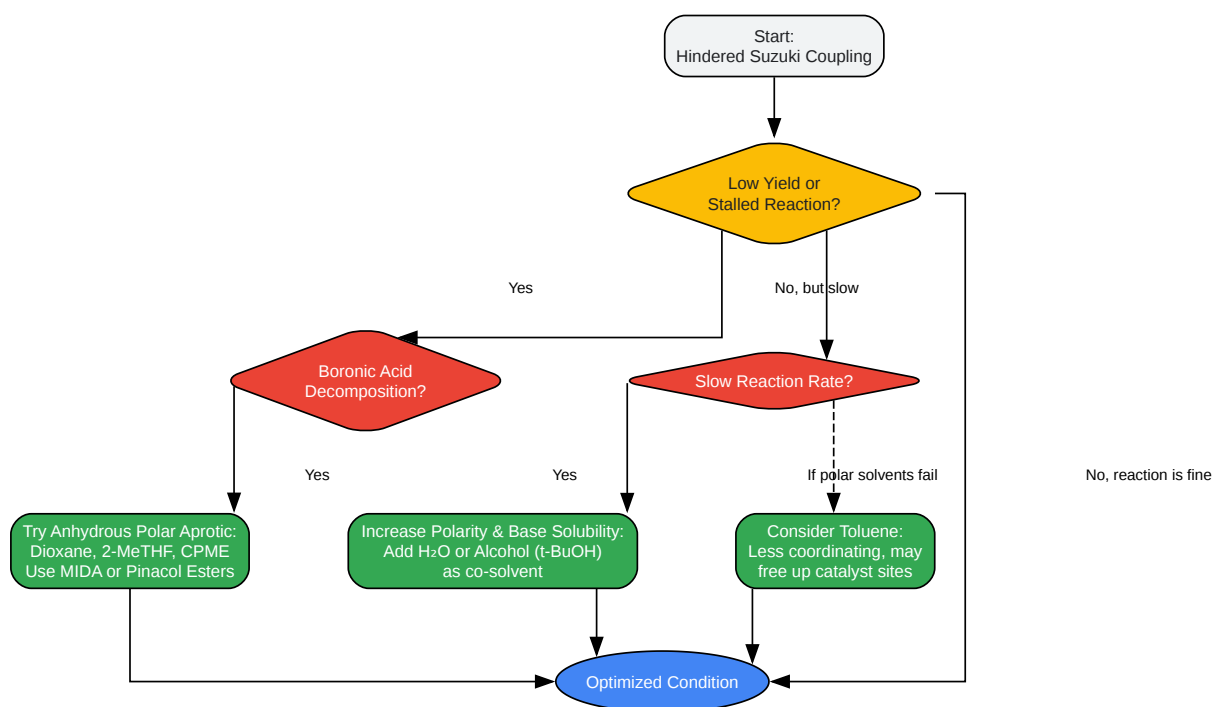 Start:
Hindered Suzuki Coupling
Low Yield or
Stalled Reaction?
Yes
No, but slow
Boronic Acid
Decomposition?
Slow Reaction Rate?
Yes
Yes
If polar solvents fail
No, reaction is fine
Try Anhydrous Polar Aprotic:
Dioxane, 2-MeTHF, CPME
Use MIDA or Pinacol Esters
Increase Polarity & Base Solubility:
Add H₂O or Alcohol (t-BuOH)
as co-solvent
Consider Toluene:
Less coordinating, may
free up catalyst sites
Optimized Condition